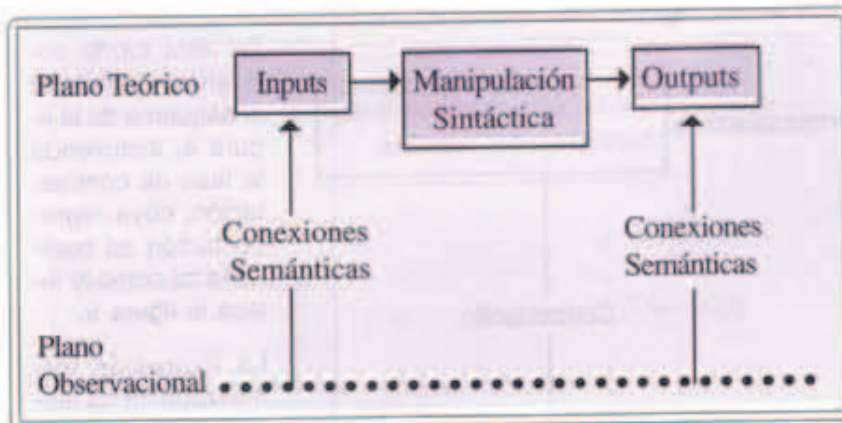 Plano Teórico
Inputs
Manipulación
Sintáctica
Outputs
Conexiones
Semánticas
Conexiones
Semánticas
Plano
Observacional